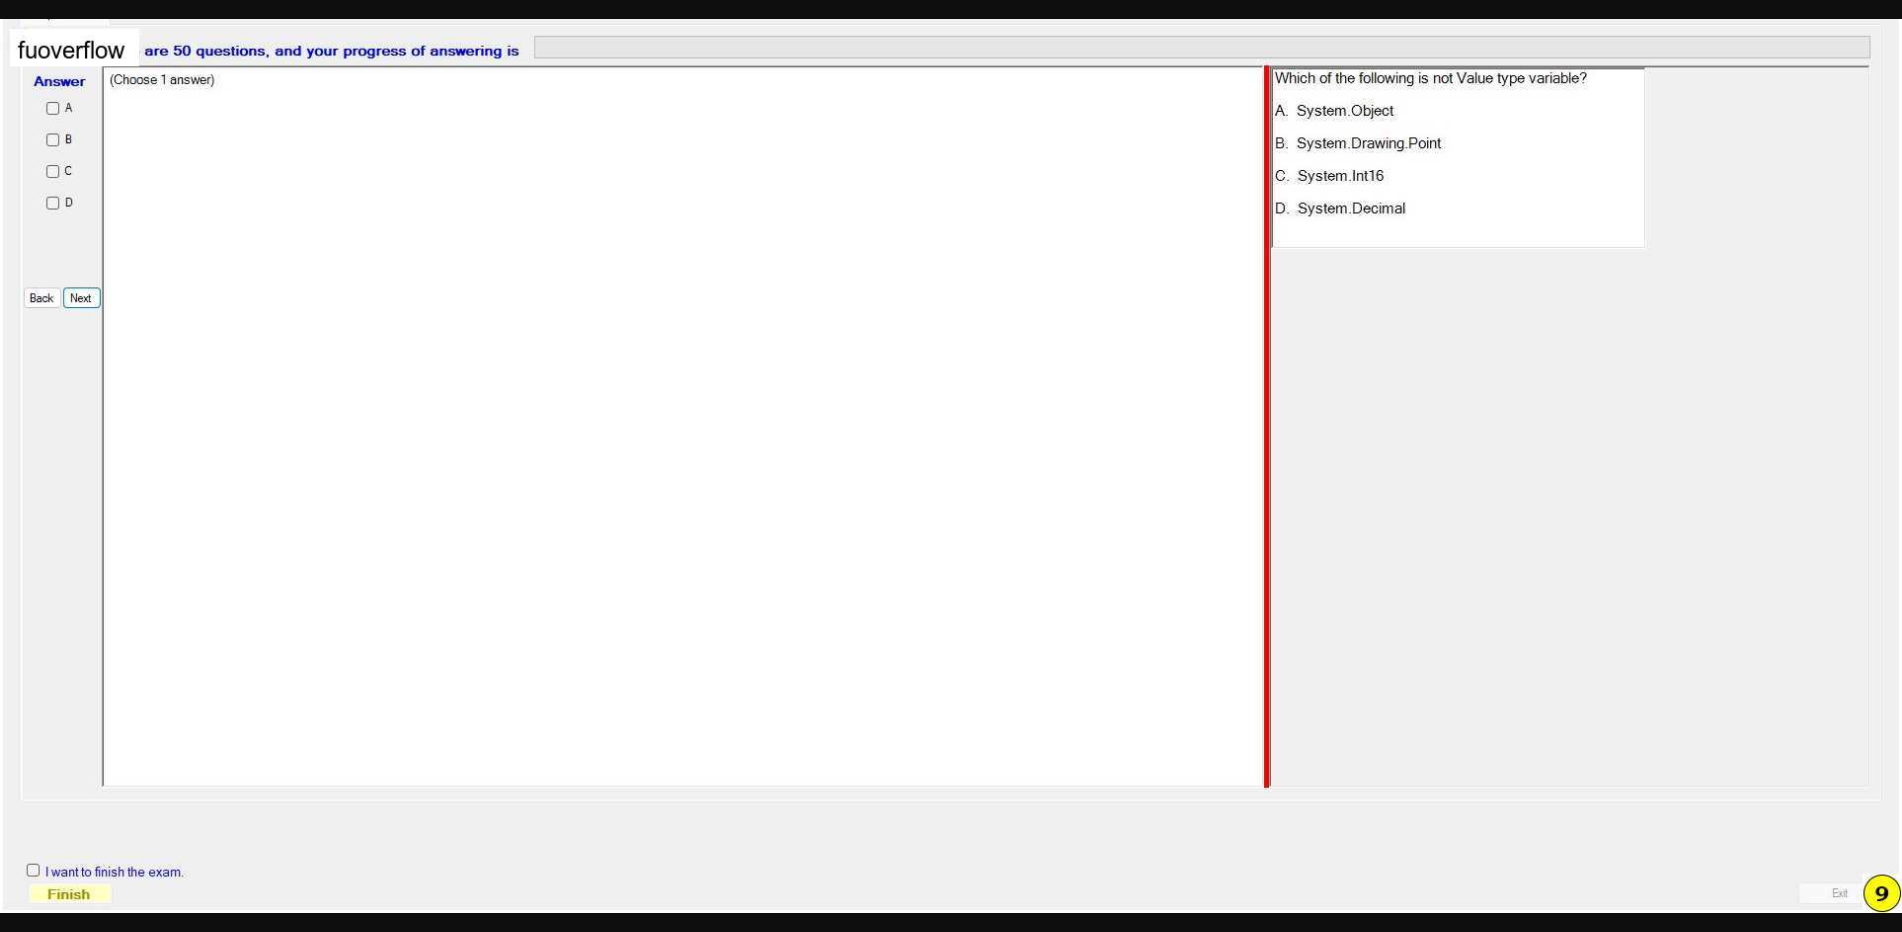 fuoverflow are 50 questions, and your progress of answering is
Answer
(Choose 1 answer)
A
B
C
D
Back Next
Which of the following is not Value type variable?
A. System.Object
B. System.Drawing.Point
C. System.Int16
D. System.Decimal
I want to finish the exam.
Finish
Exit
9